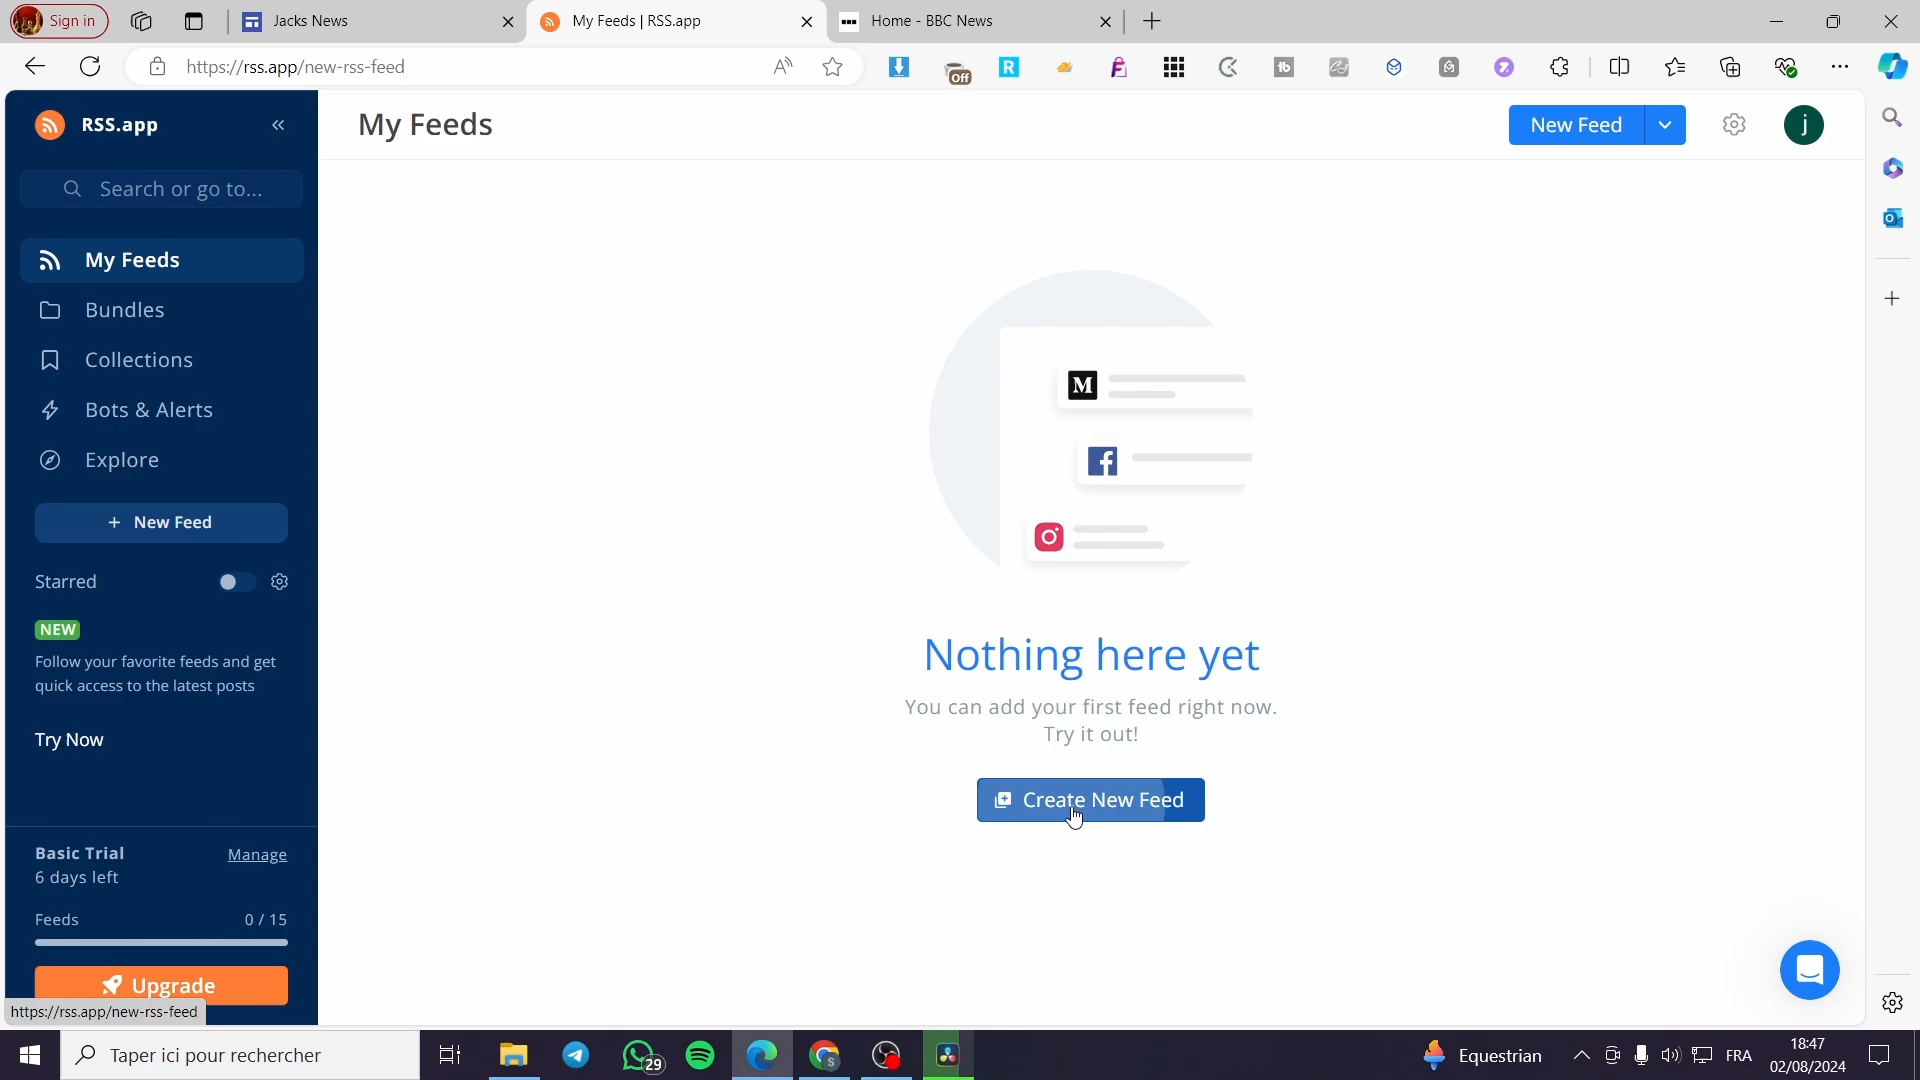 Sign in
Jacks News
My Feeds | RSS.app
Home - BBC News
https://rss.app/new-rss-feed
Off
RSS.app
My Feeds
New Feed
j
Search or go to...
My Feeds
Bundles
Collections
Bots & Alerts
Explore
+ New Feed
Starred
NEW
Follow your favorite feeds and get
quick access to the latest posts
Try Now
Nothing here yet
You can add your first feed right now.
Try it out!
Create New Feed
Basic Trial
Manage
6 days left
Feeds
0 / 15
Upgrade
https://rss.app/new-rss-feed
Taper ici pour rechercher
29
Equestrian
FRA
18:47
02/08/2024